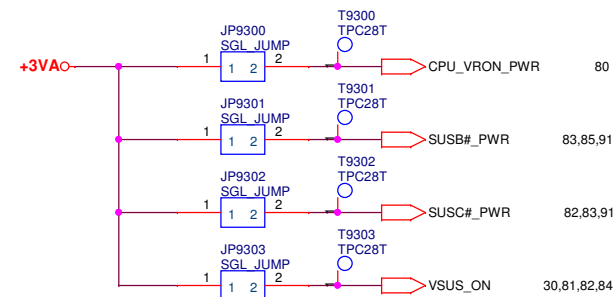 JP9300 T9300
SGL_JUMP TPC28T
+3VA 1 1 2 2 CPU_VRON_PWR 80
JP9301 T9301
SGL_JUMP TPC28T
1 1 2 2 SUSB#_PWR 83,85,91
JP9302 T9302
SGL_JUMP TPC28T
1 1 2 2 SUSC#_PWR 82,83,91
JP9303 T9303
SGL_JUMP TPC28T
1 1 2 2 VSUS_ON 30,81,82,84